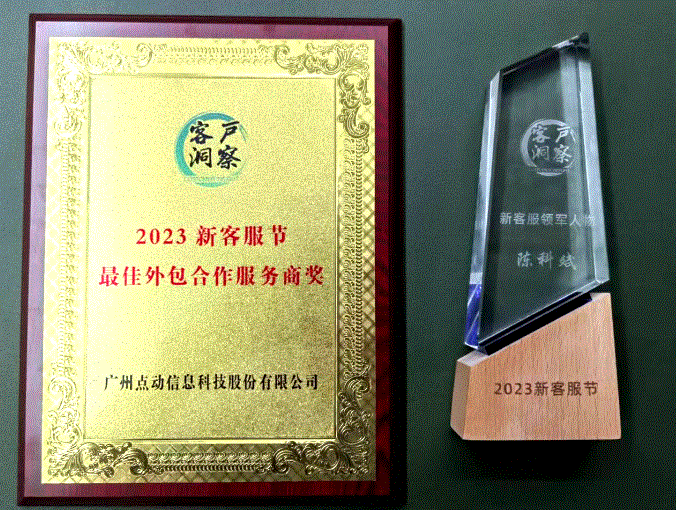 客户
洞察
2023 新客服节
最佳外包合作服务商奖
广州点动信息科技股份有限公司
客户
洞察
新客服领军人物
陈科
2023新客服节